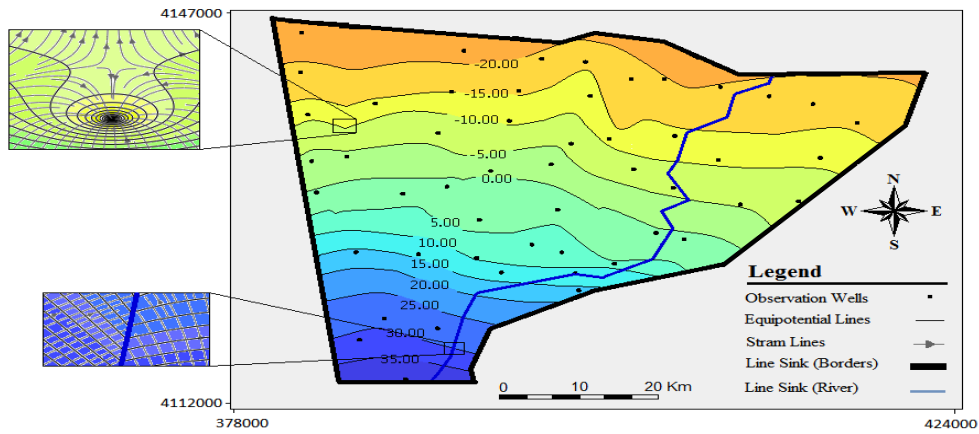 4147000
-20.00
-15.00
-10.00
-5.00
0.00
5.00
10.00
15.00
20.00
25.00
30.00
35.00
N
W E
S
Legend
Observation Wells
Equipotential Lines
Stram Lines
Line Sink (Borders)
Line Sink (River)
0 10 20 Km
4112000
378000
424000